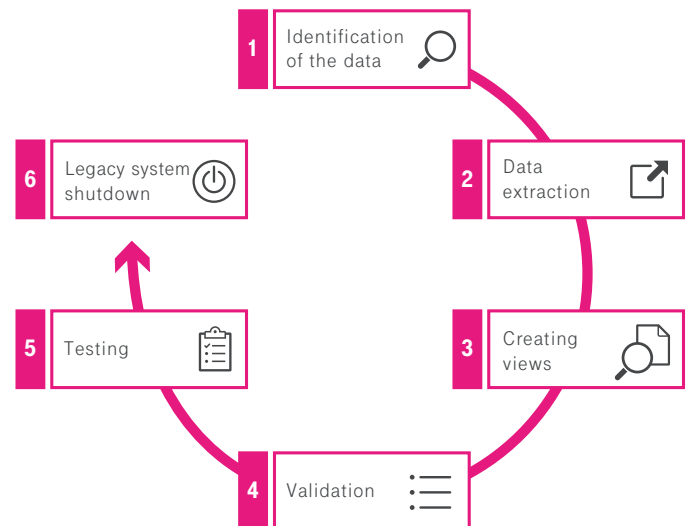 1
Identification
of the data
2
Data
extraction
3
Creating
views
4
Validation
5
Testing
6
Legacy system
shutdown